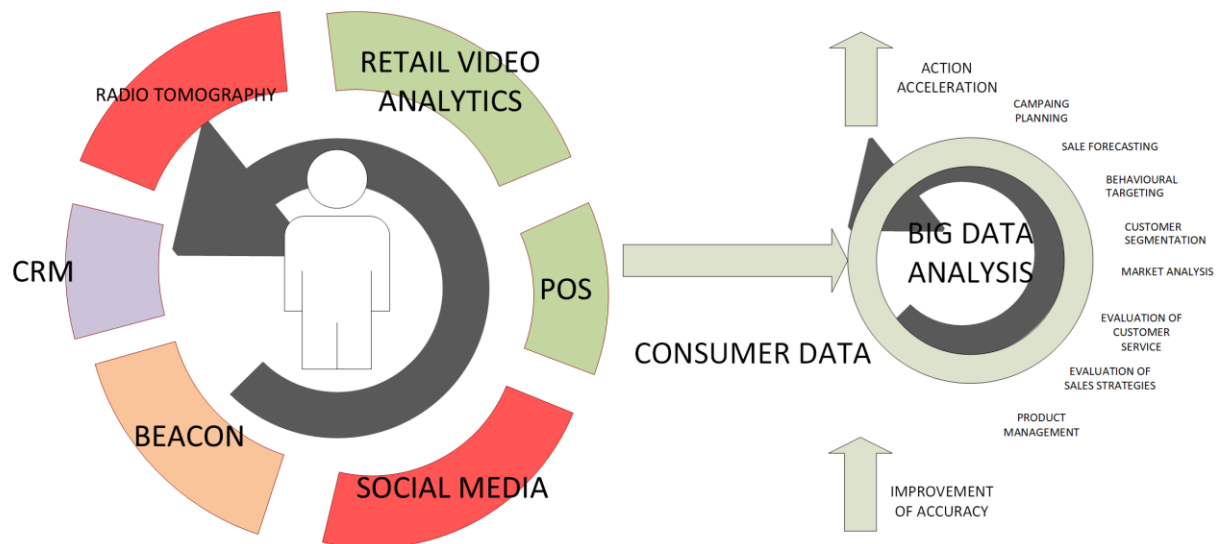 RADIO TOMOGRAPHY
RETAIL VIDEO
ANALYTICS
CRM
POS
BEACON
SOCIAL MEDIA
CONSUMER DATA
ACTION
ACCELERATION
BIG DATA
ANALYSIS
CAMPAING
PLANNING
SALE FORECASTING
BEHAVIOURAL
TARGETING
CUSTOMER
SEGMENTATION
MARKET ANALYSIS
EVALUATION OF
CUSTOMER
SERVICE
EVALUATION OF
SALES STRATEGIES
PRODUCT
MANAGEMENT
IMPROVEMENT
OF ACCURACY